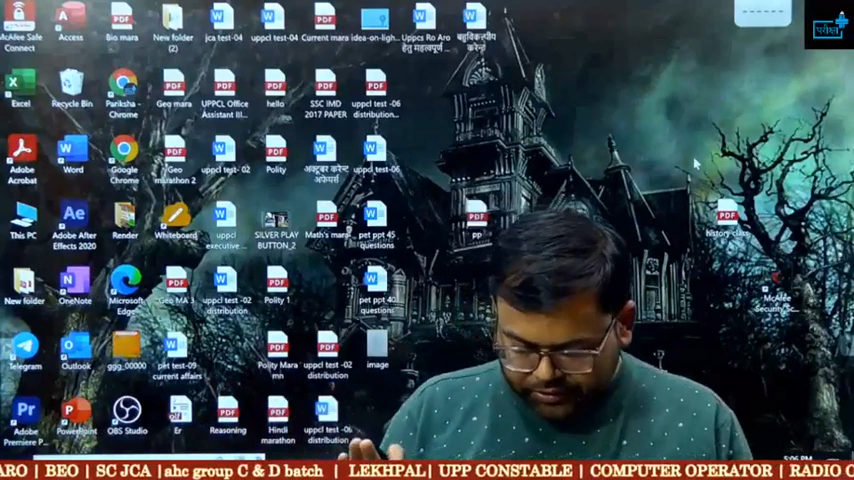 McAfee Safe Connect
Access
Bio mara
New folder (2)
jca test-04
uppcl test-04
Current mara
idea-on-ligh...
Uppcs Ro Aro हेतु महत्वपूर्ण ...
बहुविकल्पीय करेन्ट
परीक्षा
Excel
Recycle Bin
Pariksha - Chrome
Geo mara
UPPCL Office Assistant III...
hello
SSC IMD 2017 PAPER
uppcl test -06 distribution...
Adobe Acrobat
Word
Google Chrome
Geo marathon 2
uppcl test- 02
Polity
अक्टूबर करेन्ट अफेयर्स
uppcl test-06
This PC
Adobe After Effects 2020
Render
Whiteboard
uppcl executive ...
SILVER PLAY BUTTON_2
Math's mara...
pet ppt 45 questions
pp
history class
New folder
OneNote
Microsoft Edge
Geo MA 3
uppcl test -02 distribution
Polity 1
pet ppt 40 questions
McAfee Security Sc...
Telegram
Outlook
ggg_00000
pet test-09 current affairs
Polity Mara mn
uppcl test -02 distribution
image
Adobe Premiere P...
PowerPoint
OBS Studio
Er
Reasoning
Hindi marathon
uppcl test -06 distribution...
5:06 PM
ARO | BEO | SC JCA |ahc group C & D batch | LEKHPAL| UPP CONSTABLE | COMPUTER OPERATOR | RADIO O